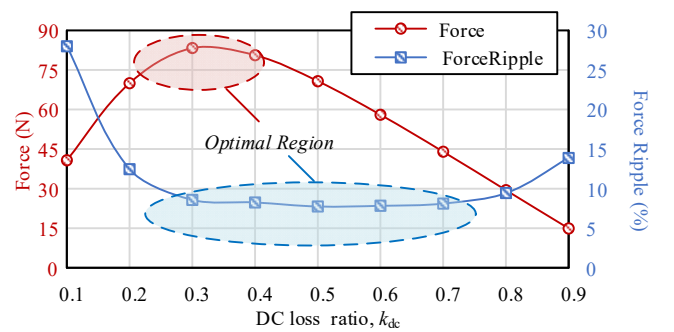 Force
ForceRipple
90
75
60
45
30
15
0
Force (N)
30
25
20
15
10
5
0
Force Ripple (%)
Optimal Region
0.1 0.2 0.3 0.4 0.5 0.6 0.7 0.8 0.9
DC loss ratio, kdc